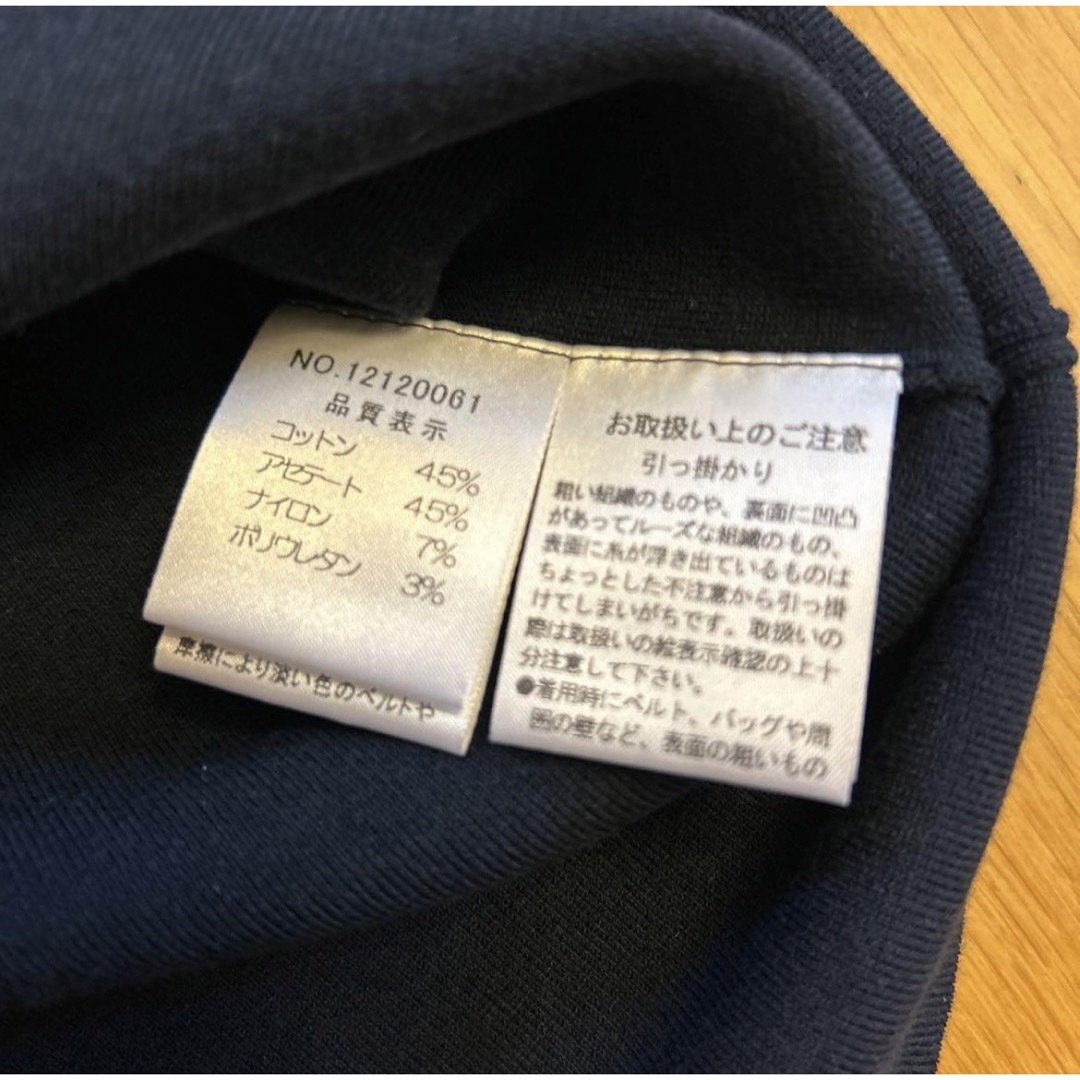 NO.12120061
品質表示
コットン 45%
アセテート 45%
ナイロン 7%
ポリウレタン 3%
摩擦により淡い色のベルトや
お取扱い上のご注意
引っ掛かり
粗い組織のものや、裏面に凹凸
があってルーズな組織のもの、
表面に糸が浮き出ているものは
ちょっとした不注意から引っ掛
けてしまいがちです。取扱いの
際は取扱いの絵表示確認の上十
分注意して下さい。
●着用時にベルト、バッグや周
囲の壁など、表面の粗いもの